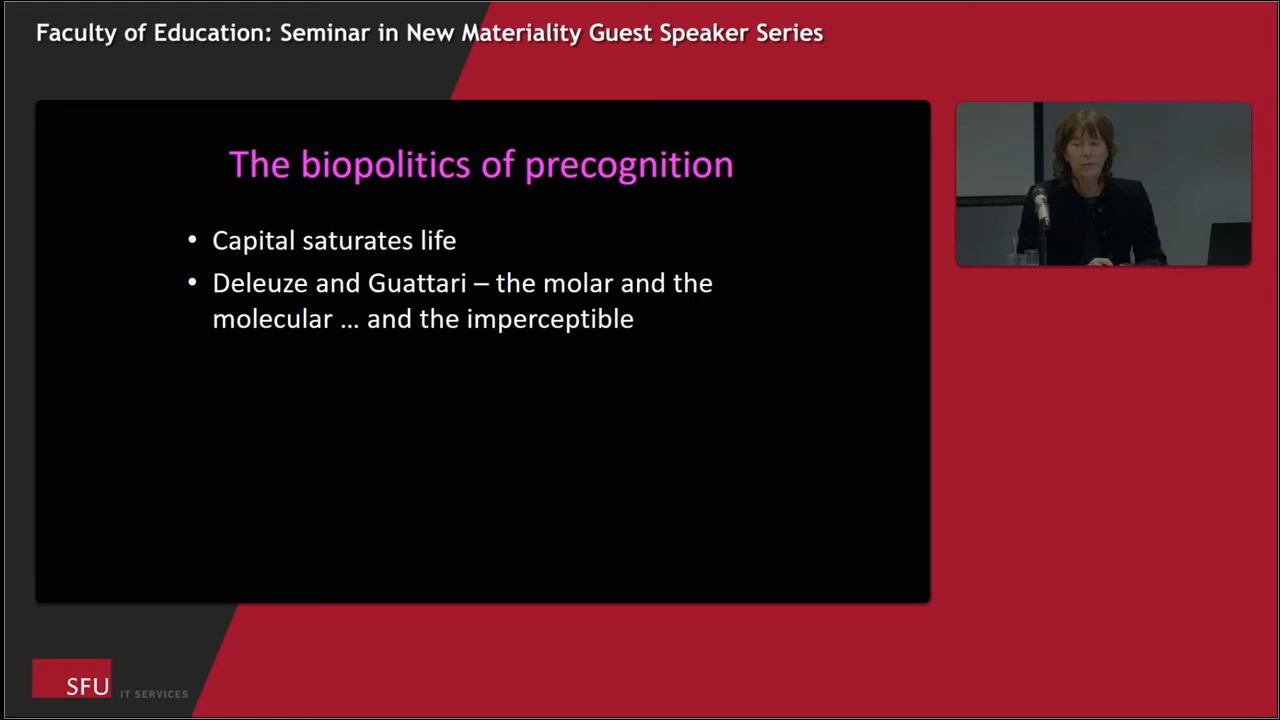 Faculty of Education: Seminar in New Materiality Guest Speaker Series
The biopolitics of precognition
• Capital saturates life
• Deleuze and Guattari – the molar and the
molecular … and the imperceptible
SFU IT SERVICES